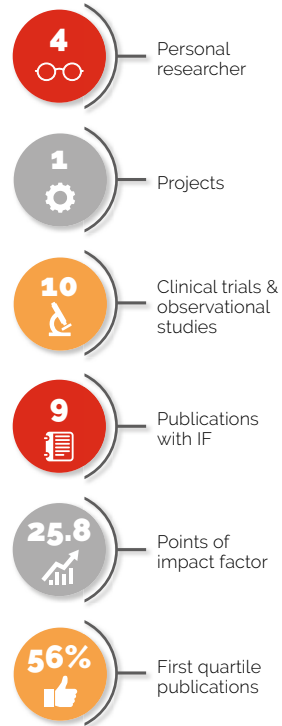 4
Personal
researcher
1
Projects
10
Clinical trials &
observational
studies
9
Publications
with IF
25.8
Points of
impact factor
56%
First quartile
publications